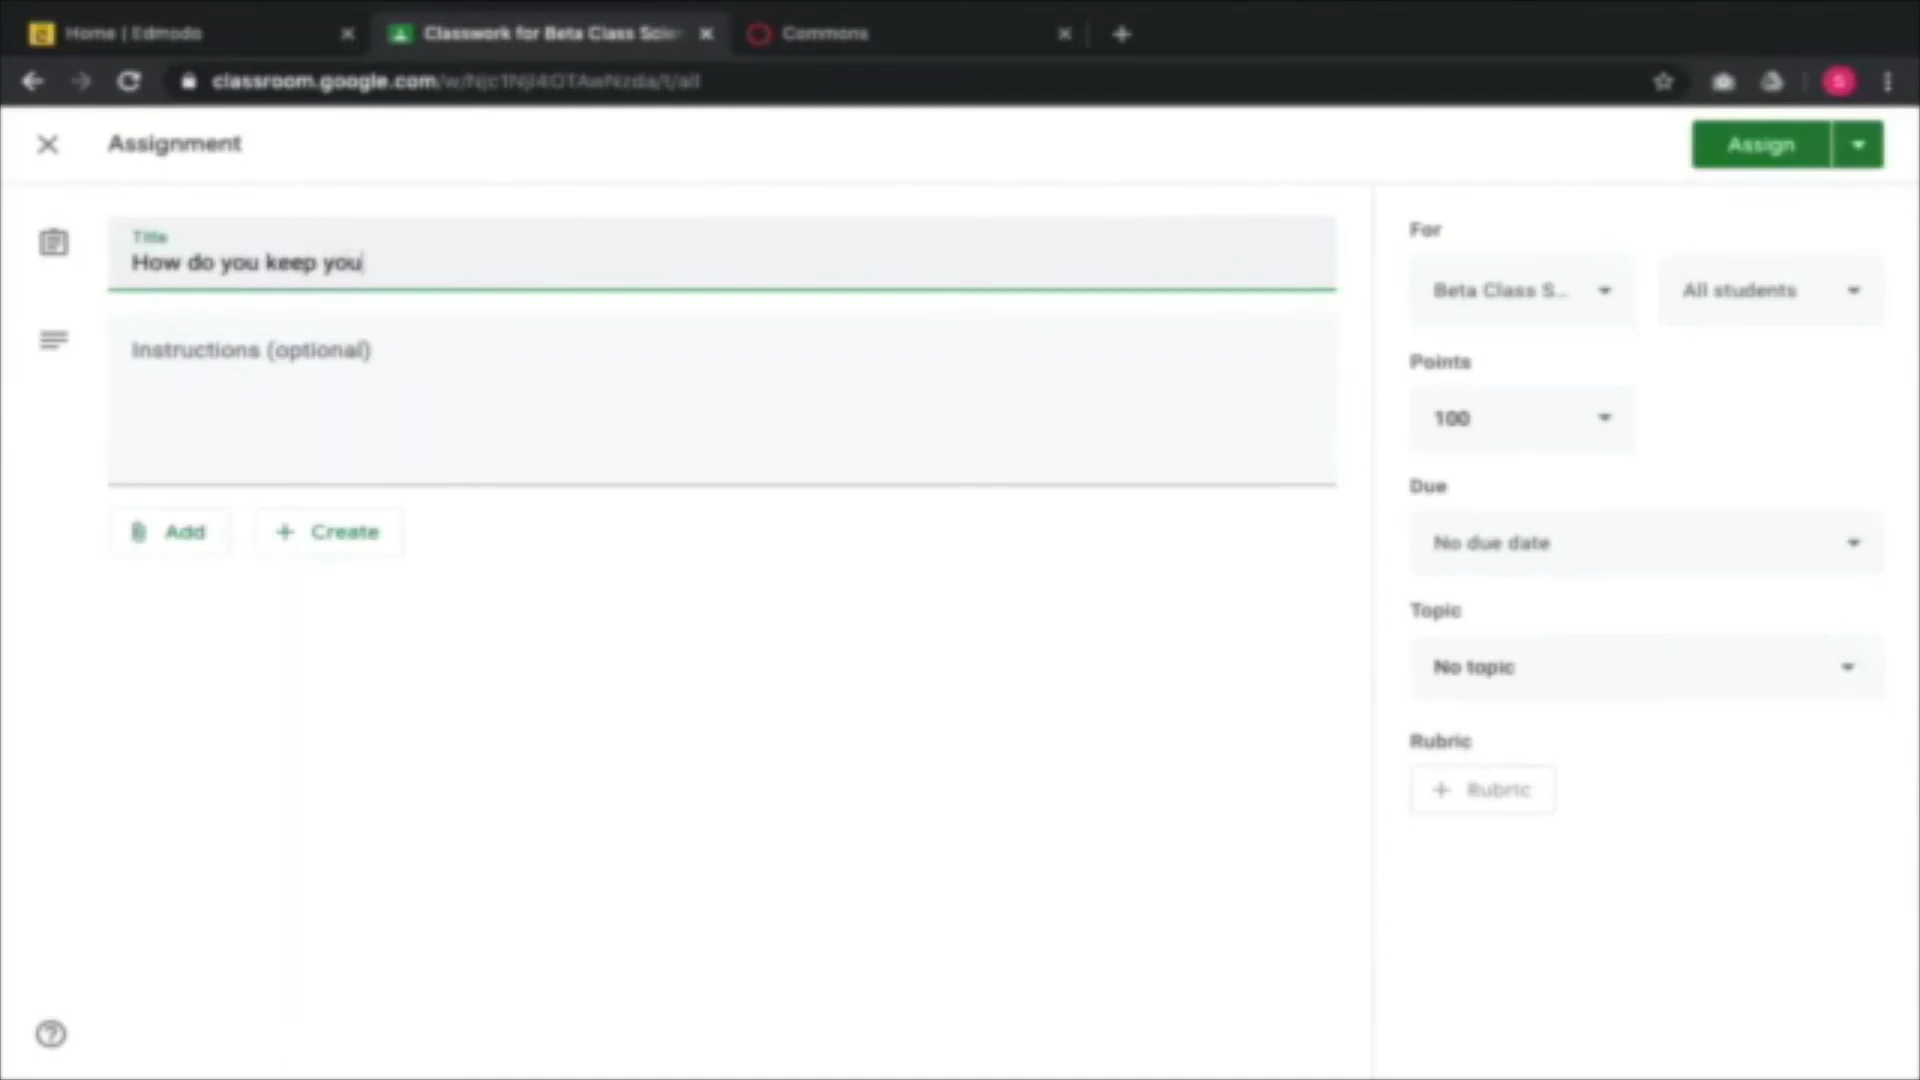 Home | Edmodo
Classwork for Beta Class Scie
Commons
classroom.google.com
Assignment
Assign
Title
How do you keep you
Instructions (optional)
Add
Create
For
Beta Class S...
All students
Points
100
Due
No due date
Topic
No topic
Rubric
Rubric